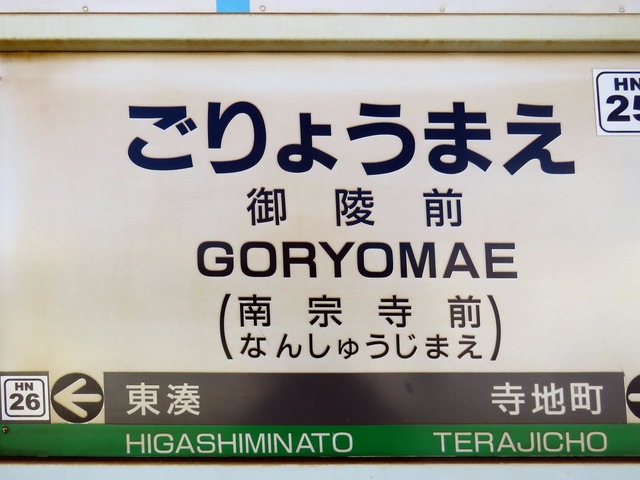 HN
25
ごりょうまえ
御陵前
GORYOMAE
(南宗寺前)
(なんしゅうじまえ)
HN
26
東湊 寺地町
HIGASHIMINATO TERAJICHO